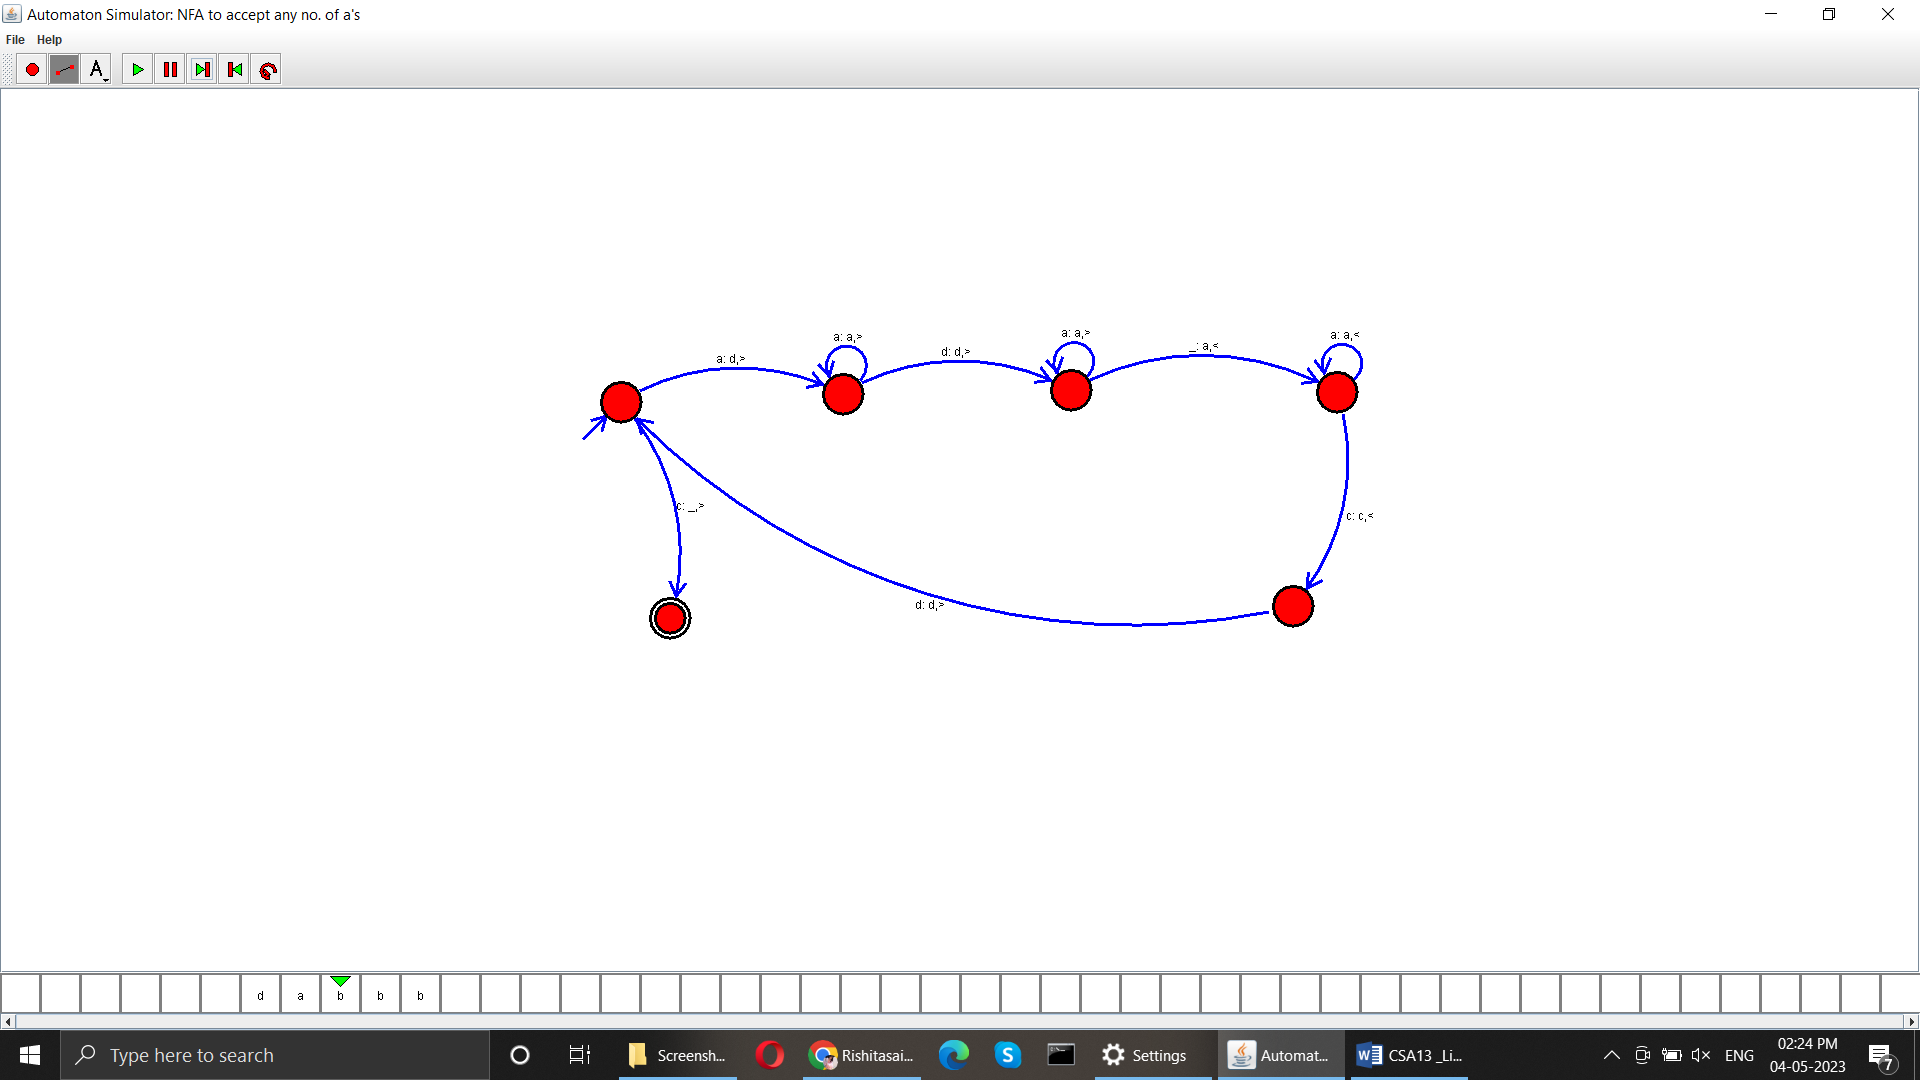 Automaton Simulator: NFA to accept any no. of a's
File Help
A
a: a,>
a: a,>
a: a,<
a: d,>
d: d,>
_: a,<
c: _,>
c: c,<
d: d,>
d a b b b
Type here to search
Screensh...
Rishitasai...
Settings
Automat...
CSA13 _Li...
ENG
02:24 PM
04-05-2023
7